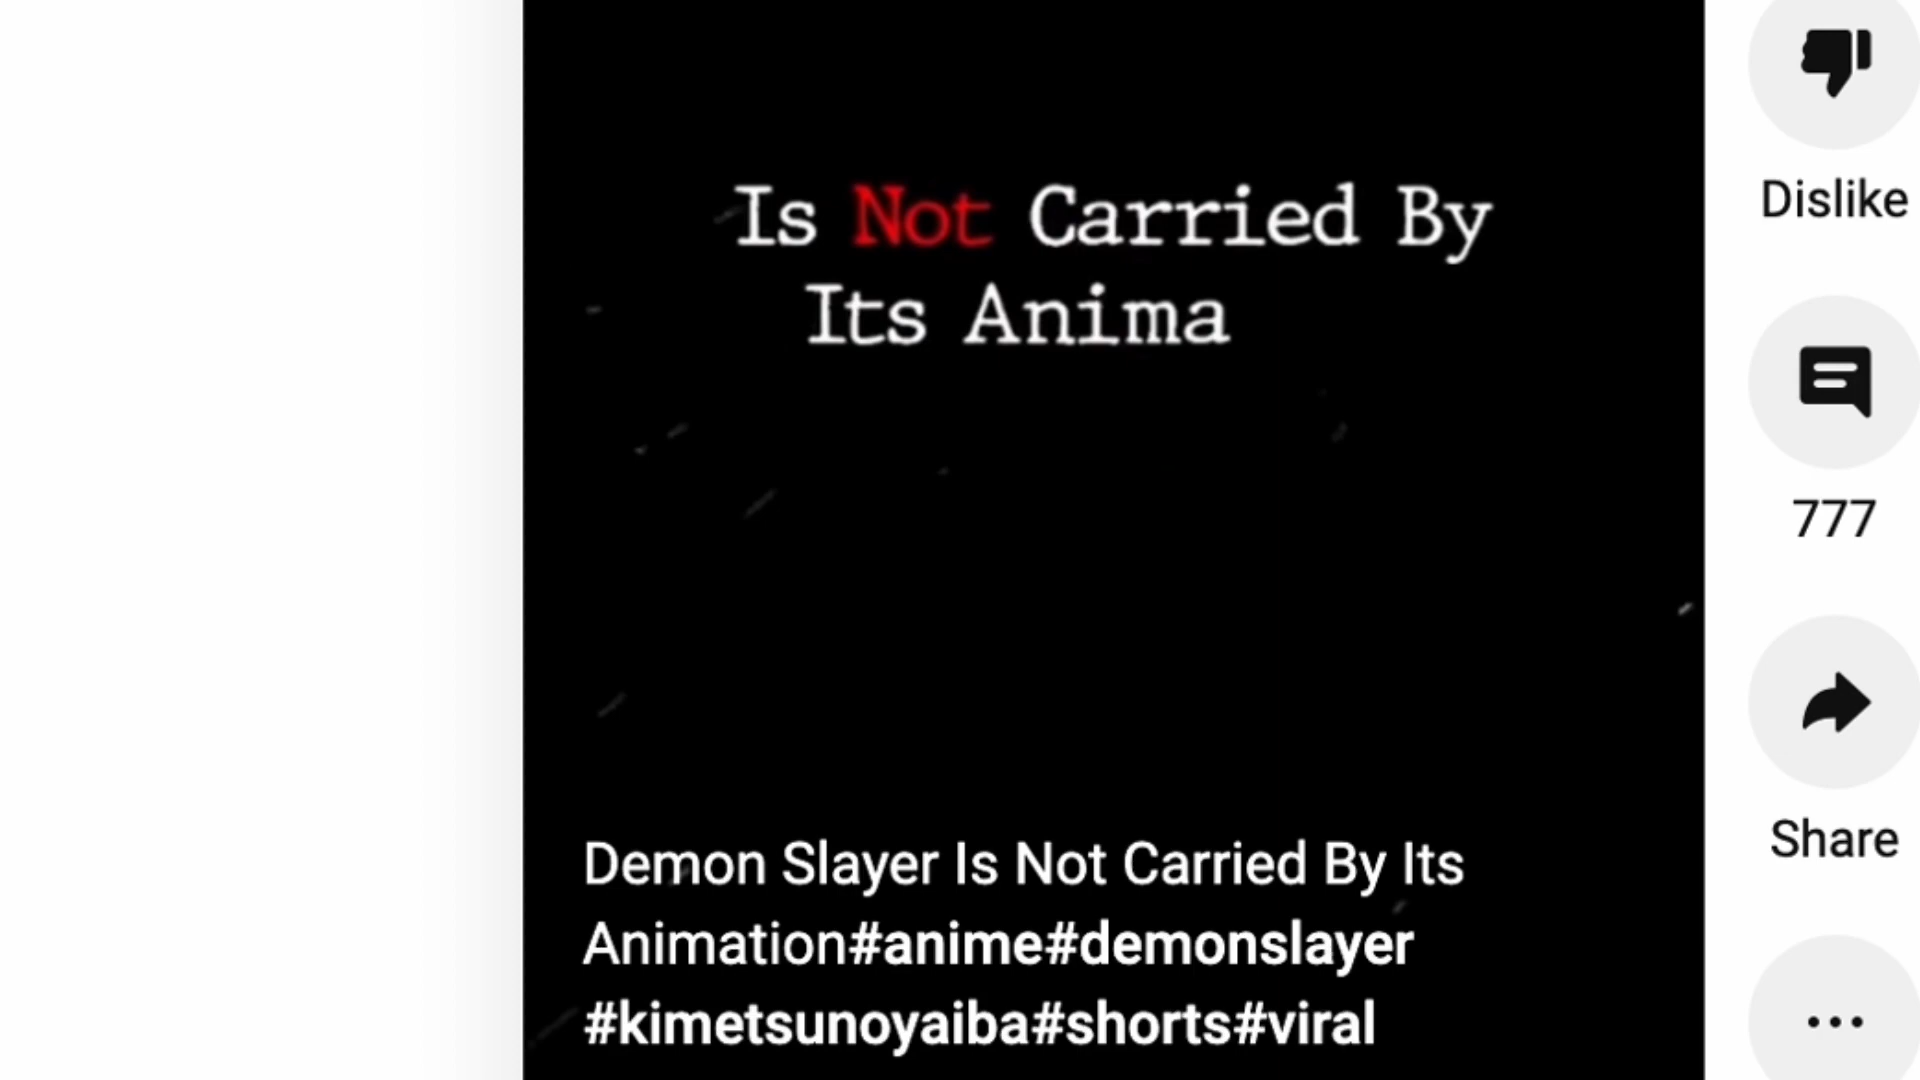 Is Not Carried By
Its Anima
Demon Slayer Is Not Carried By Its
Animation#anime#demonslayer
#kimetsunoyaiba#shorts#viral
Dislike
777
Share